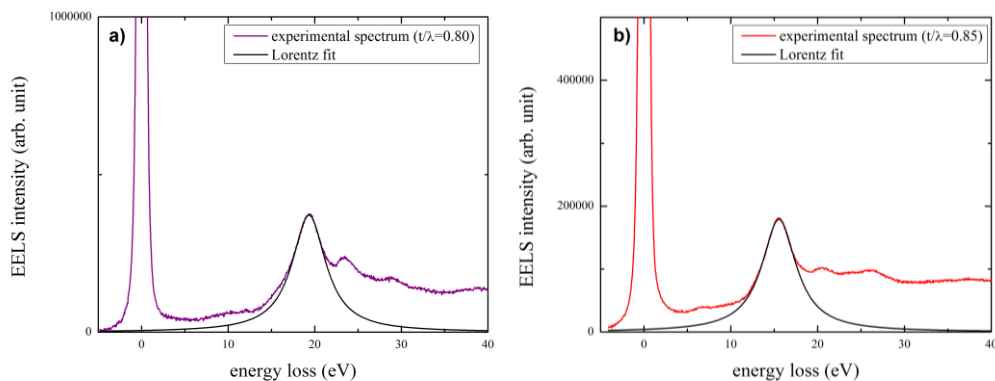 a)
experimental spectrum (t/λ=0.80)
Lorentz fit
1000000
0
EELS intensity (arb. unit)
0
10
20
30
40
energy loss (eV)
b)
experimental spectrum (t/λ=0.85)
Lorentz fit
400000
200000
0
EELS intensity (arb. unit)
0
10
20
30
40
energy loss (eV)